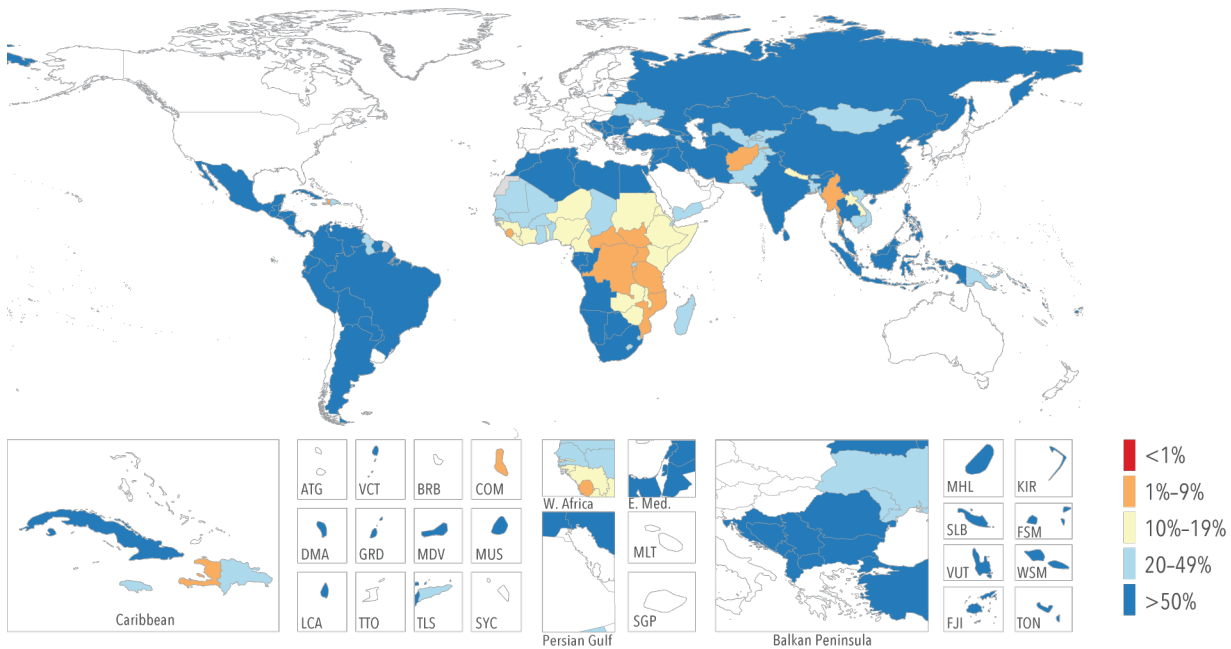 ATG
VCT
BRB
COM
DMA
GRD
MDV
MUS
LCA
TTO
TLS
SYC
Caribbean
W. Africa
E. Med.
Persian Gulf
MLT
SGP
Balkan Peninsula
MHL
KIR
SLB
FSM
VUT
WSM
FJI
TON
<1%
1%–9%
10%–19%
20–49%
>50%